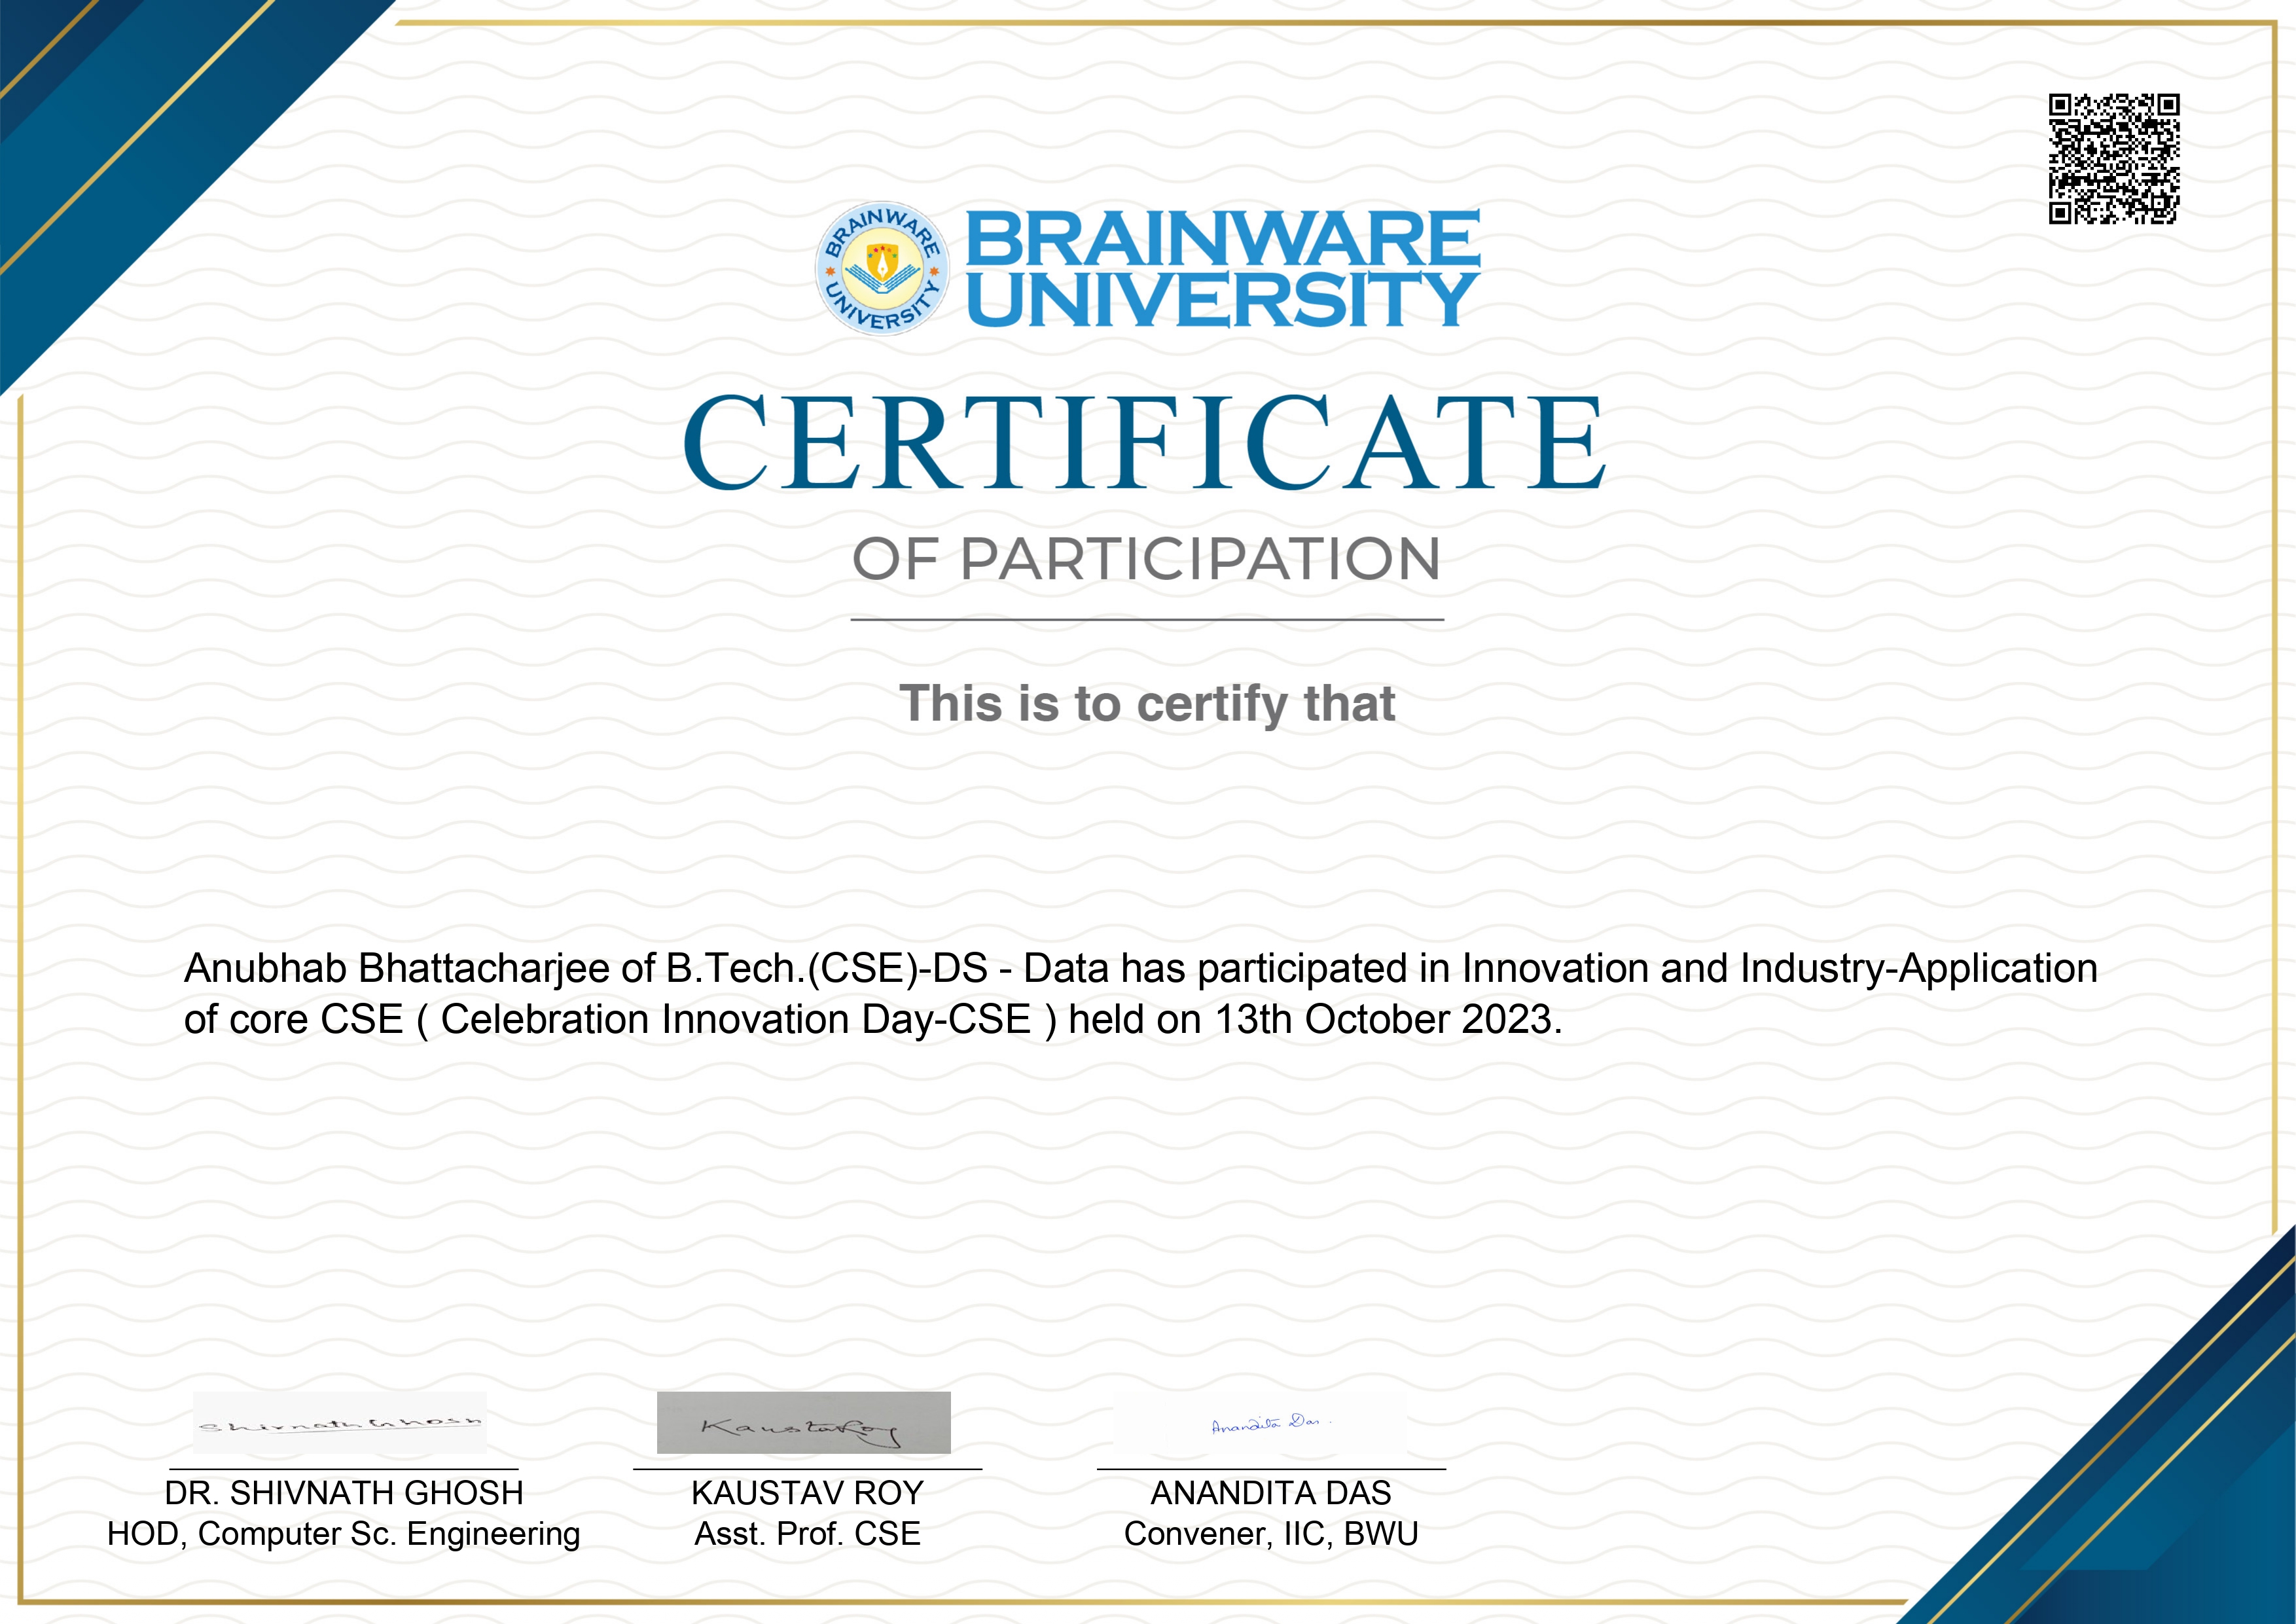 BRAINWARE UNIVERSITY
BRAINWARE
UNIVERSITY
CERTIFICATE
OF PARTICIPATION
This is to certify that
Anubhab Bhattacharjee of B.Tech.(CSE)-DS - Data has participated in Innovation and Industry-Application
of core CSE ( Celebration Innovation Day-CSE ) held on 13th October 2023.
Shivnath Ghosh
Kaustav Roy
Anandita Das.
DR. SHIVNATH GHOSH
HOD, Computer Sc. Engineering
KAUSTAV ROY
Asst. Prof. CSE
ANANDITA DAS
Convener, IIC, BWU